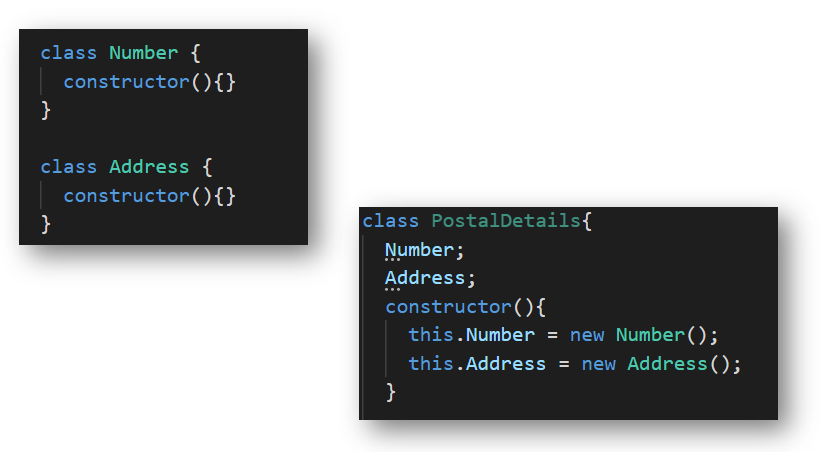 class Number {
constructor(){}
}
class Address {
constructor(){}
}
class PostalDetails{
Number;
Address;
constructor(){
this.Number = new Number();
this.Address = new Address();
}